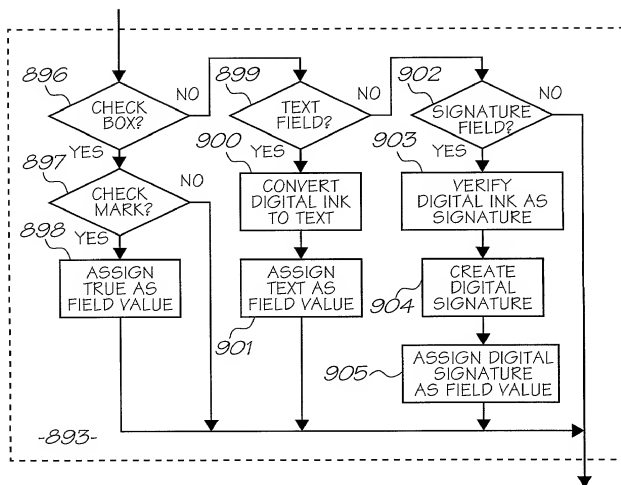 896
CHECK
BOX?
NO
YES
897
CHECK
MARK?
NO
YES
898
ASSIGN
TRUE AS
FIELD VALUE
899
TEXT
FIELD?
NO
YES
900
CONVERT
DIGITAL INK
TO TEXT
ASSIGN
TEXT AS
FIELD VALUE
901
902
SIGNATURE
FIELD?
NO
YES
903
VERIFY
DIGITAL INK AS
SIGNATURE
CREATE
DIGITAL
SIGNATURE
904
ASSIGN DIGITAL
SIGNATURE
AS FIELD VALUE
905
-893-